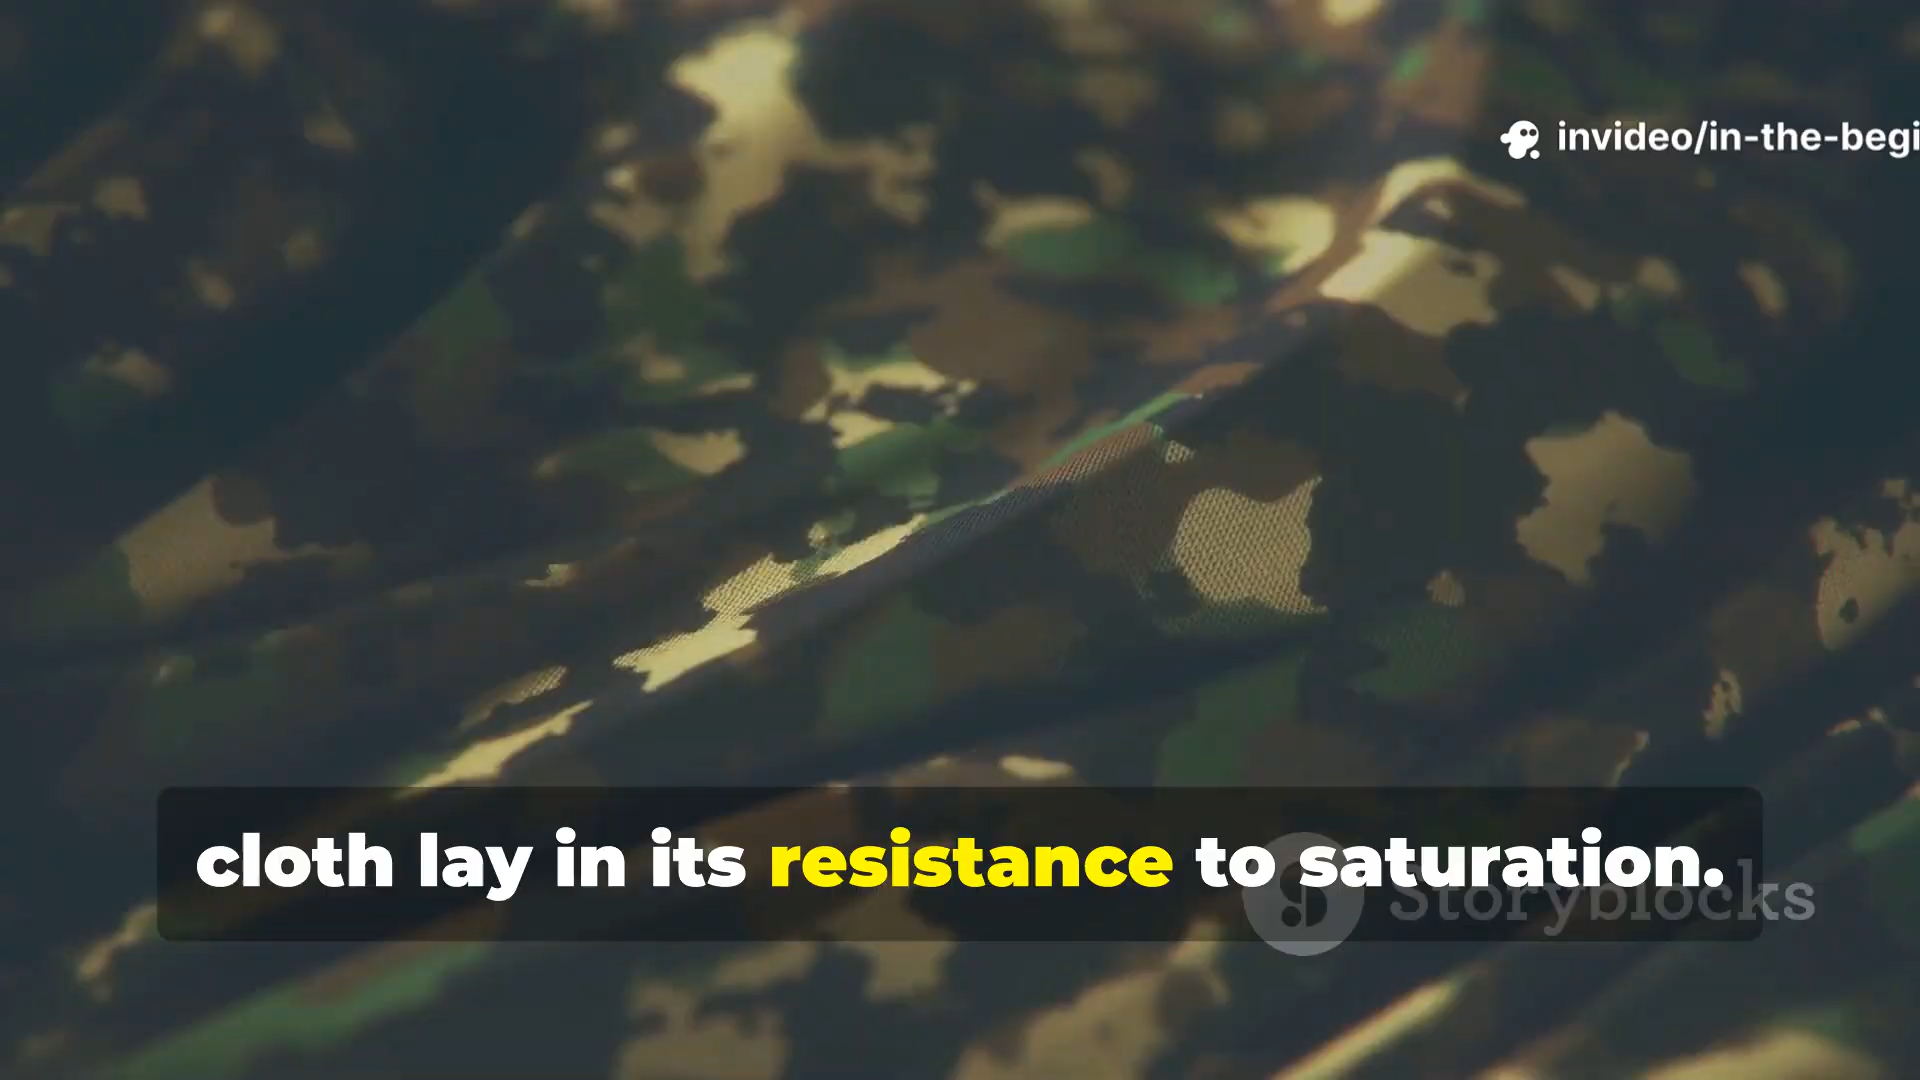 invideo/in-the-begi
cloth lay in its resistance to saturation.
Storyblocks